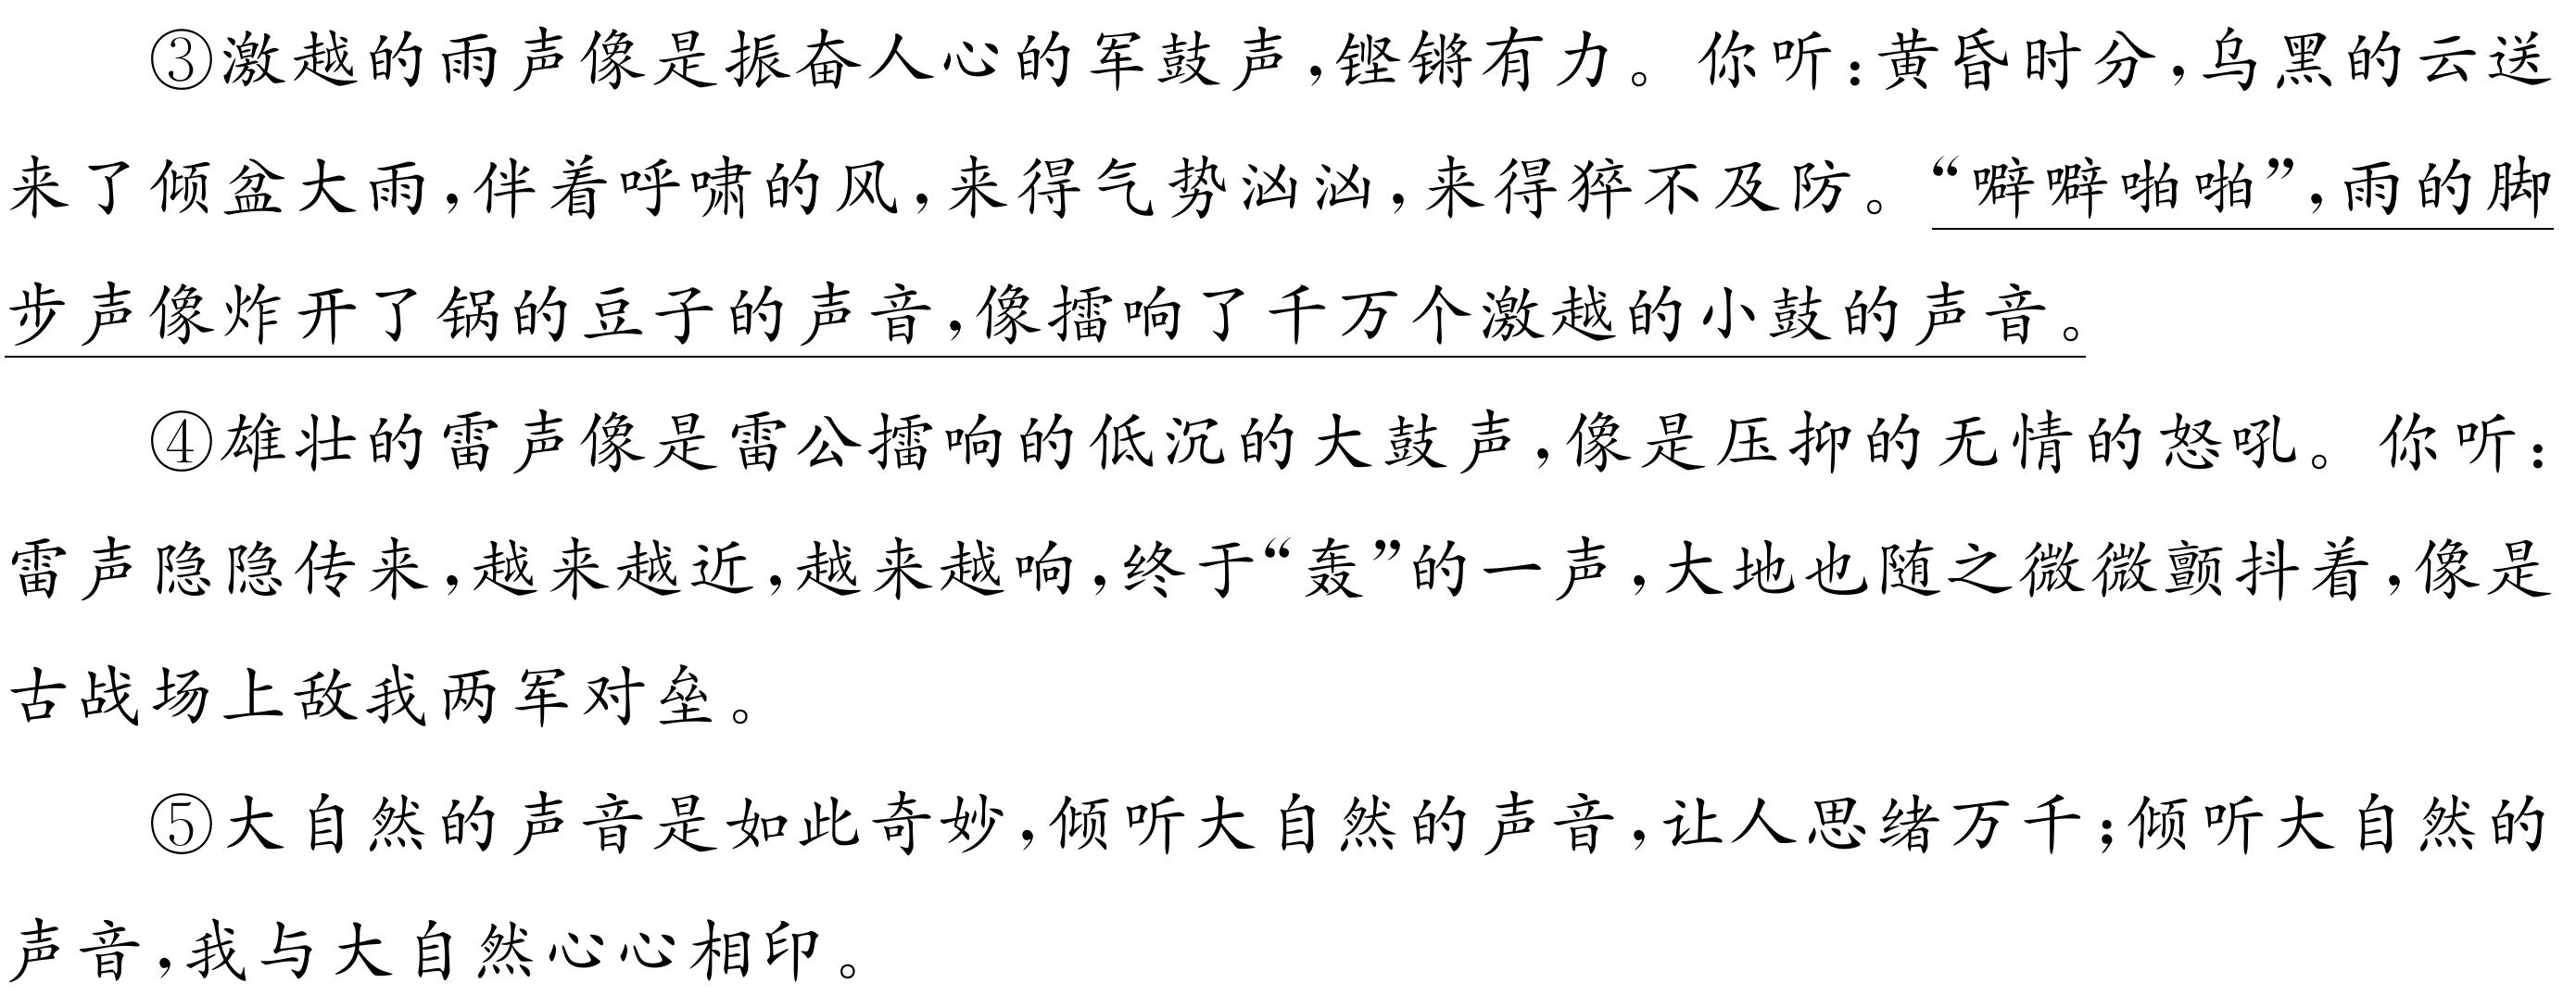 ③激越的雨声像是振奋人心的军鼓声,铿锵有力。你听:黄昏时分,乌黑的云送
来了倾盆大雨,伴着呼啸的风,来得气势汹汹,来得猝不及防。“噼噼啪啪”,雨的脚
步声像炸开了锅的豆子的声音,像擂响了千万个激越的小鼓的声音。
④雄壮的雷声像是雷公擂响的低沉的大鼓声,像是压抑的无情的怒吼。你听:
雷声隐隐传来,越来越近,越来越响,终于“轰”的一声,大地也随之微微颤抖着,像是
古战场上敌我两军对垒。
⑤大自然的声音是如此奇妙,倾听大自然的声音,让人思绪万千;倾听大自然的
声音,我与大自然心心相印。